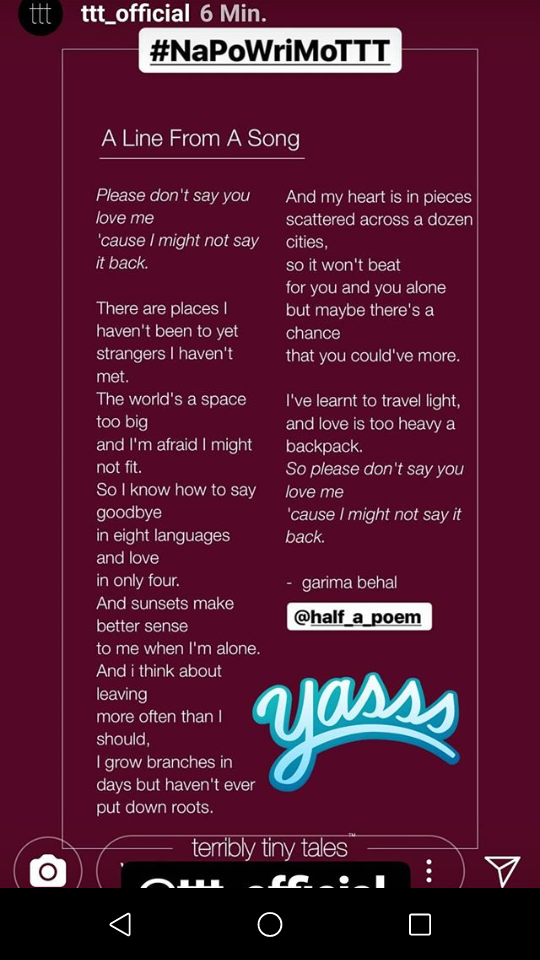 ttt
ttt_official 6 Min.
#NaPoWriMoTTT
A Line From A Song
Please don't say you
love me
'cause I might not say
it back.
There are places I
haven't been to yet
strangers I haven't
met.
The world's a space
too big
and I'm afraid I might
not fit.
So I know how to say
goodbye
in eight languages
and love
in only four.
And sunsets make
better sense
to me when I'm alone.
And i think about
leaving
more often than I
should,
I grow branches in
days but haven't ever
put down roots.
And my heart is in pieces
scattered across a dozen
cities,
so it won't beat
for you and you alone
but maybe there's a
chance
that you could've more.
I've learnt to travel light,
and love is too heavy a
backpack.
So please don't say you
love me
'cause I might not say it
back.
- garima behal
@half_a_poem
yasss
terribly tiny tales™
@ttt_official